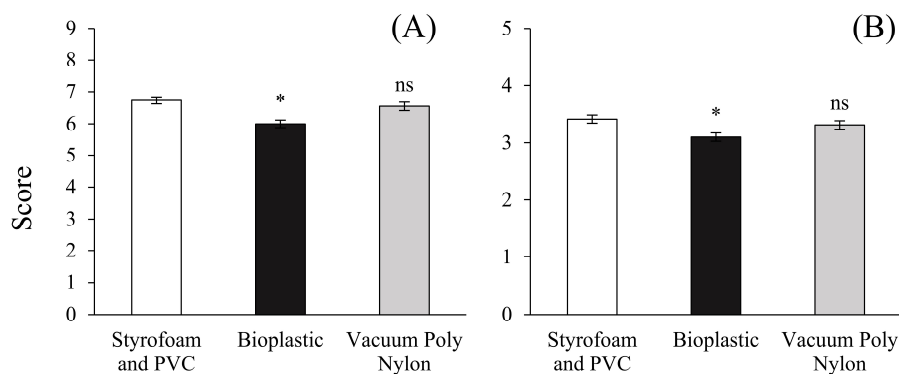 (A)
Score
9
8
7
6
5
4
3
2
1
0
*
ns
Styrofoam
and PVC
Bioplastic
Vacuum Poly
Nylon
(B)
5
4
3
2
1
0
*
ns
Styrofoam
and PVC
Bioplastic
Vacuum Poly
Nylon